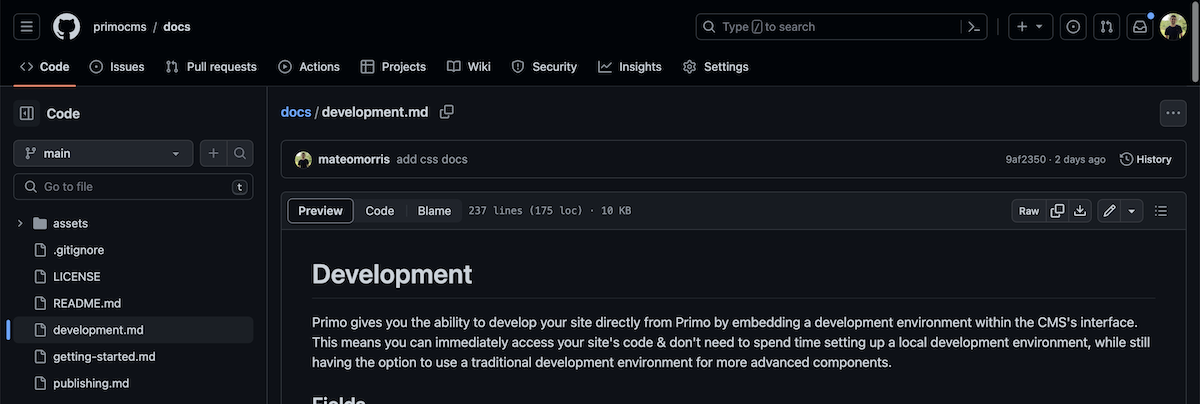 primocms / docs
Type / to search
Code Issues Pull requests Actions Projects Wiki Security Insights Settings
Code
main
Go to file t
assets
.gitignore
LICENSE
README.md
development.md
getting-started.md
publishing.md
docs / development.md
mateomorris add css docs 9af2350 · 2 days ago History
Preview Code Blame 237 lines (175 loc) · 10 KB Raw
Development
Primo gives you the ability to develop your site directly from Primo by embedding a development environment within the CMS's interface.
This means you can immediately access your site's code & don't need to spend time setting up a local development environment, while still
having the option to use a traditional development environment for more advanced components.
Fields